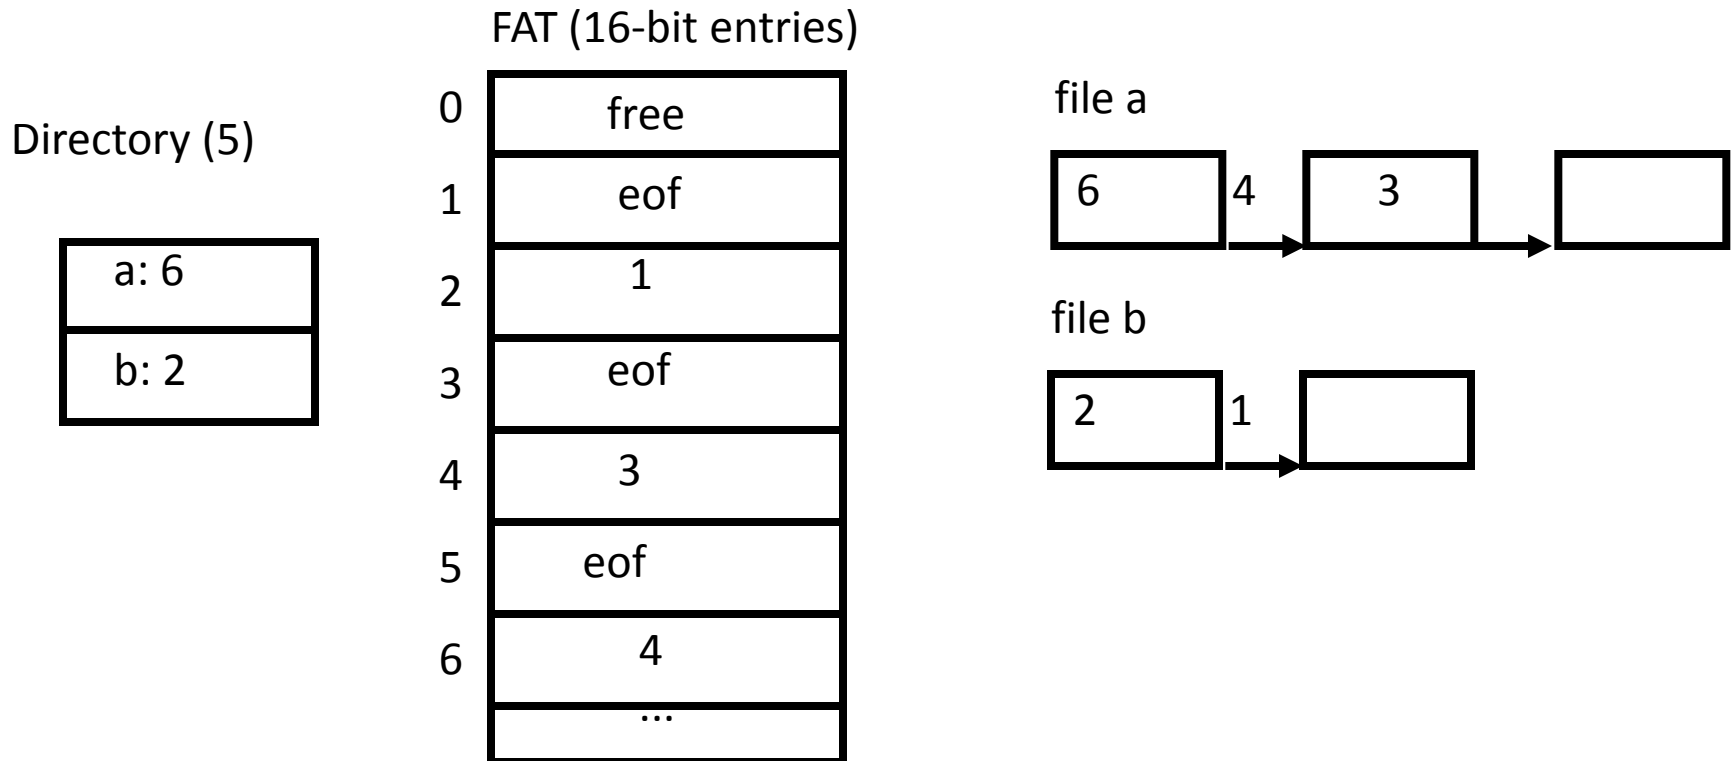 FAT (16-bit entries)
Directory (5)
a: 6
b: 2
0 free
1 eof
2 1
3 eof
4 3
5 eof
6 4
...
file a
6 4 3
file b
2 1